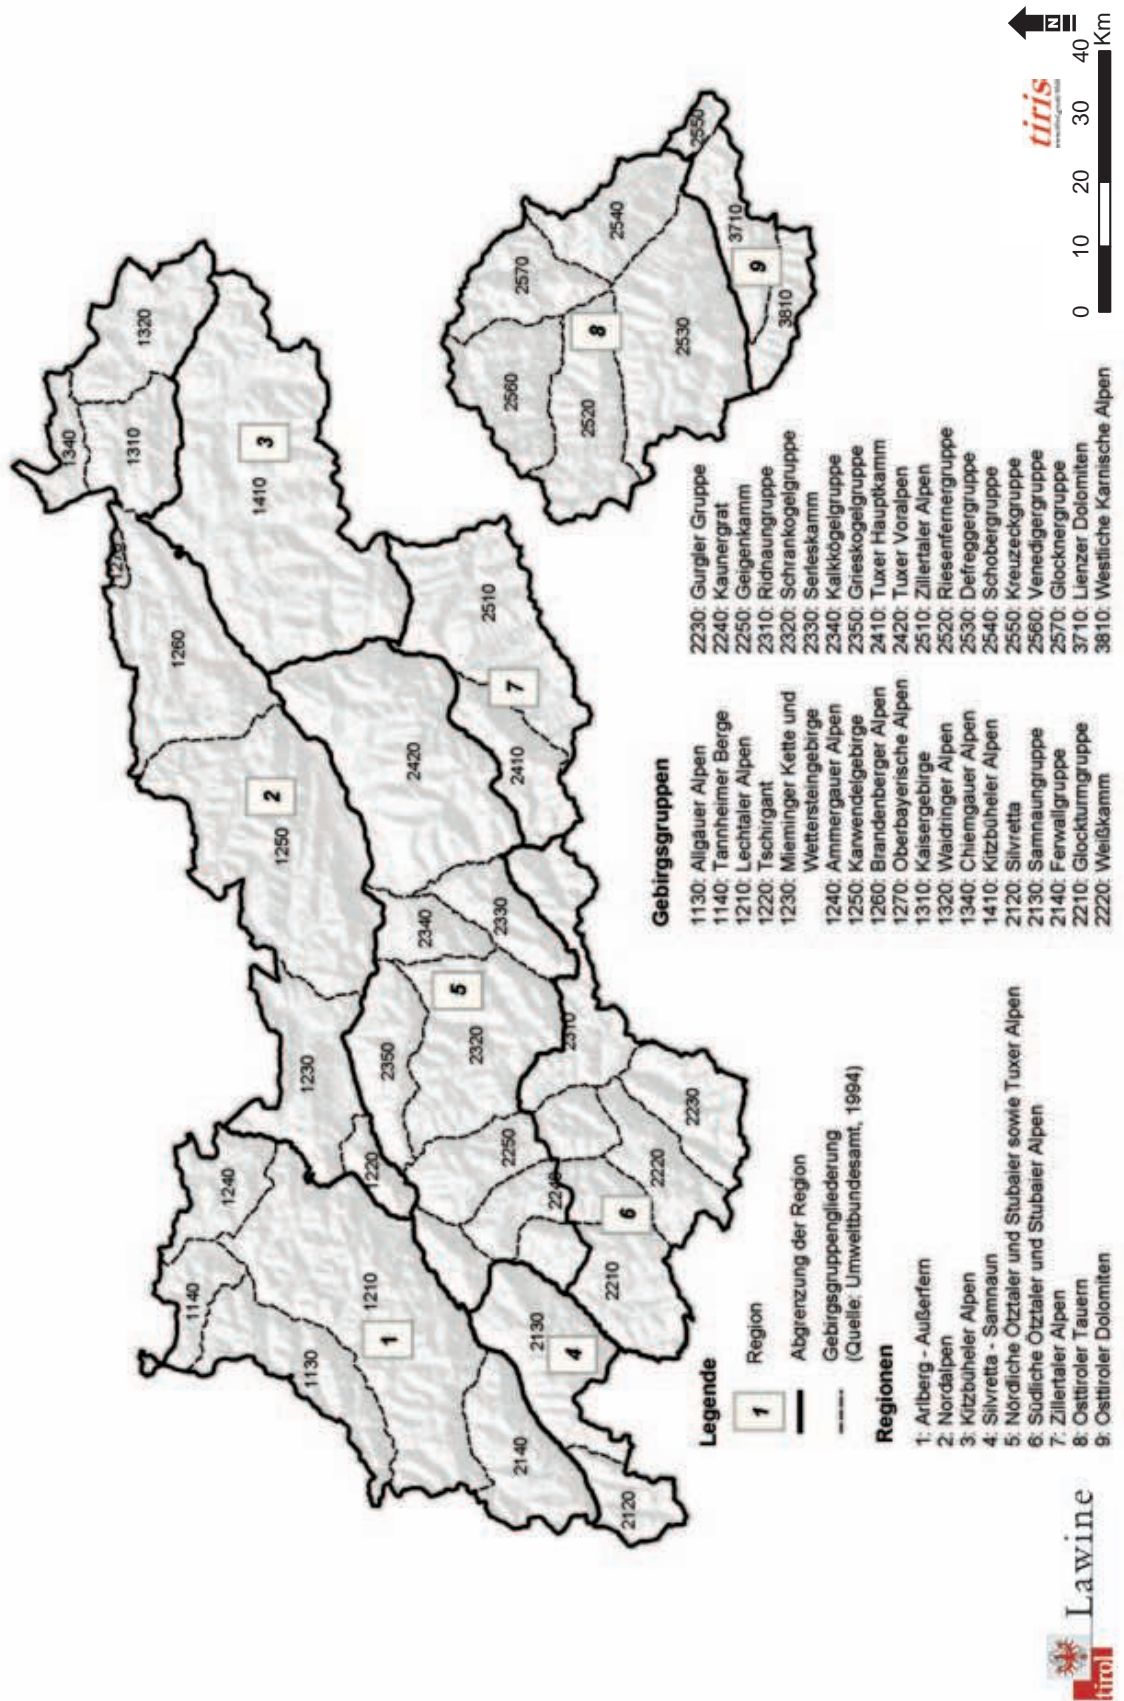 1340
1320
1310
1270
1260
3
1410
1240
1140
1230
1250
2
1220
1210
1130
1
2350
2340
2420
2510
2320
5
2330
2410
7
2140
2130
4
2250
2240
2310
2210
6
2220
2230
2120
2560
2570
2540
2550
2520
8
2530
3710
9
3810
Legende
1 Region
Abgrenzung der Region
Gebirgsgruppengliederung
(Quelle: Umweltbundesamt, 1994)
Regionen
1: Arlberg - Außerfern
2: Nordalpen
3: Kitzbüheler Alpen
4: Silvretta - Samnaun
5: Nördliche Ötztaler und Stubaier sowie Tuxer Alpen
6: Südliche Ötztaler und Stubaier Alpen
7: Zillertaler Alpen
8: Osttiroler Tauern
9: Osttiroler Dolomiten
Gebirgsgruppen
1130: Allgäuer Alpen
1140: Tannheimer Berge
1210: Lechtaler Alpen
1220: Tschirgant
1230: Mieminger Kette und
Wettersteingebirge
1240: Ammergauer Alpen
1250: Karwendelgebirge
1260: Brandenberger Alpen
1270: Oberbayerische Alpen
1310: Kaisergebirge
1320: Waidringer Alpen
1340: Chiemgauer Alpen
1410: Kitzbüheler Alpen
2120: Silvretta
2130: Samnaungruppe
2140: Ferwallgruppe
2210: Glockturmgruppe
2220: Weißkamm
2230: Gurgler Gruppe
2240: Kaunergrat
2250: Geigenkamm
2310: Ridnaungruppe
2320: Schrankogelgruppe
2330: Serleskamm
2340: Kalkkögelgruppe
2350: Grieskogelgruppe
2410: Tuxer Hauptkamm
2420: Tuxer Voralpen
2510: Zillertaler Alpen
2520: Riesenfernergruppe
2530: Defreggergruppe
2540: Schobergruppe
2550: Kreuzeckgruppe
2560: Venedigergruppe
2570: Glocknergruppe
3710: Lienzer Dolomiten
3810: Westliche Karnische Alpen
tiris
N
0 10 20 30 40
Km
tirol
Lawine